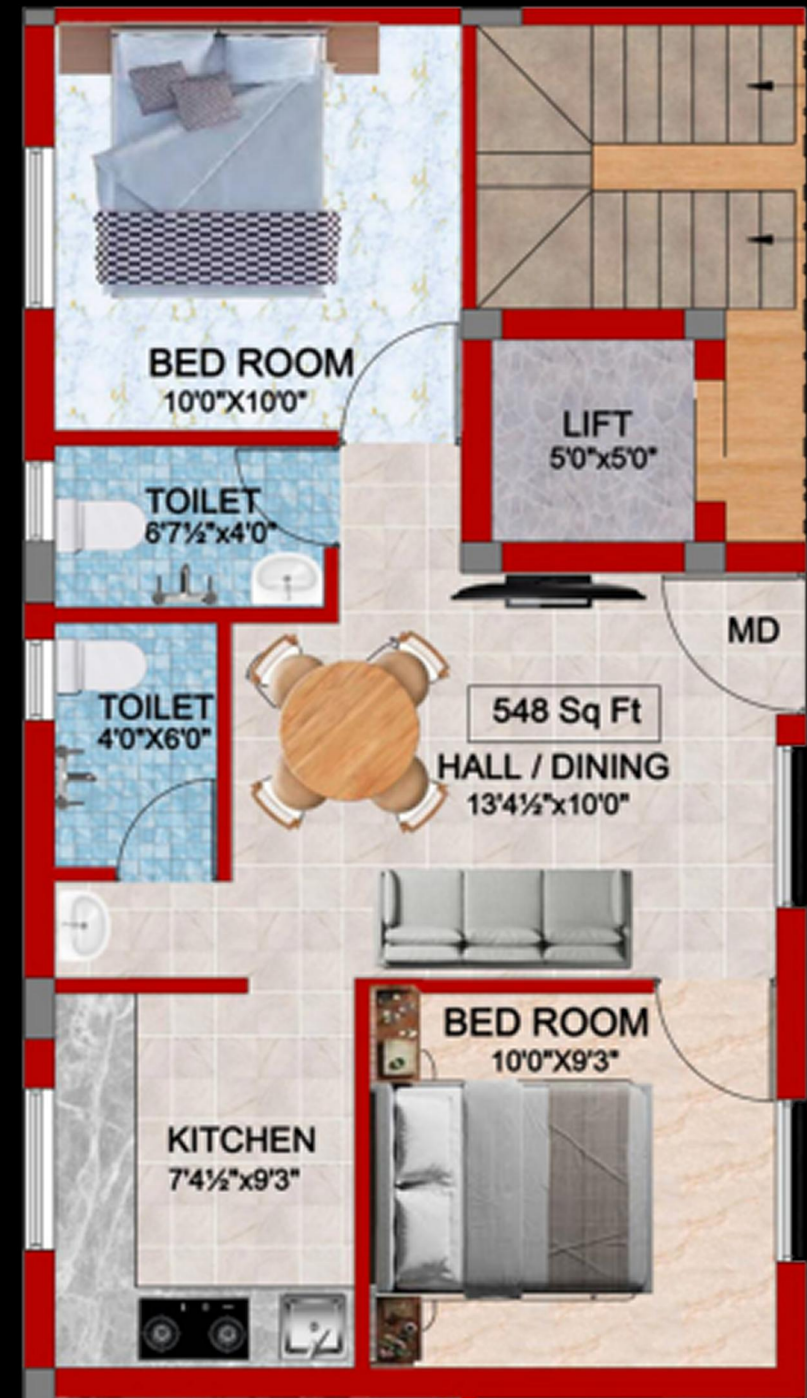 BED ROOM
10'0"X10'0"
LIFT
5'0"x5'0"
TOILET
6'7½"x4'0"
MD
TOILET
4'0"X6'0"
548 Sq Ft
HALL / DINING
13'4½"x10'0"
BED ROOM
10'0"X9'3"
KITCHEN
7'4½"x9'3"